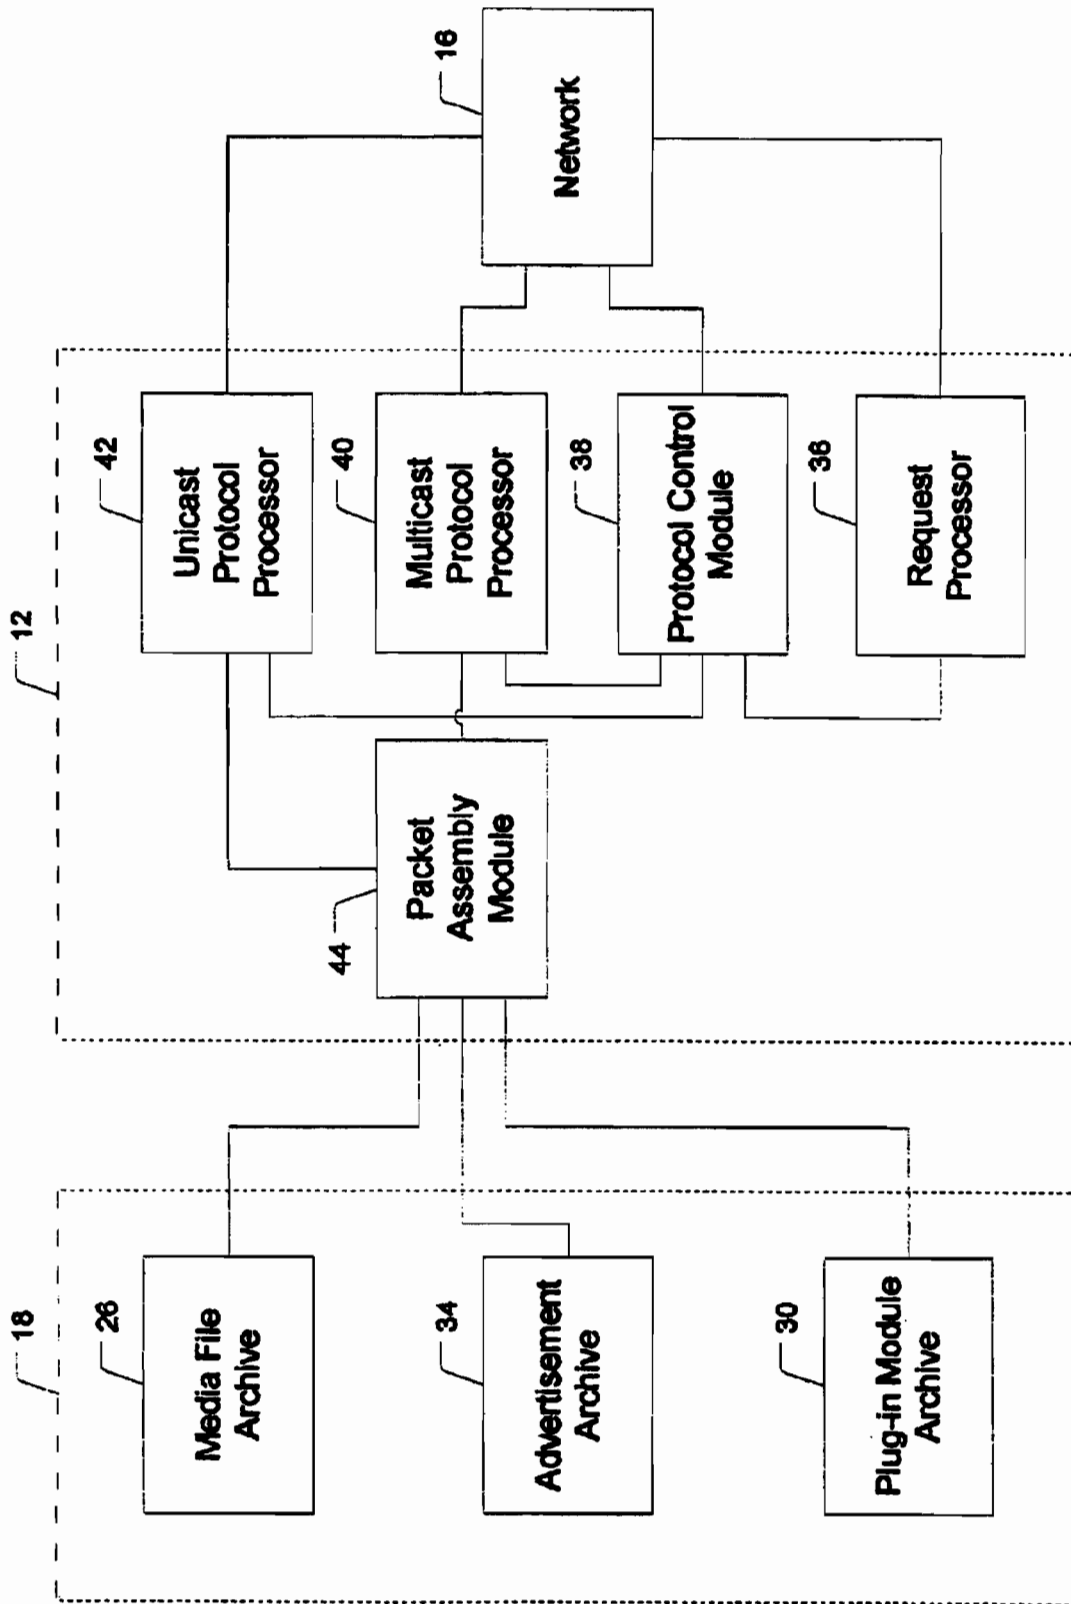 18
26
Media File
Archive
34
Advertisement
Archive
30
Plug-in Module
Archive
12
44
Packet
Assembly
Module
42
Unicast
Protocol
Processor
40
Multicast
Protocol
Processor
38
Protocol Control
Module
36
Request
Processor
16
Network